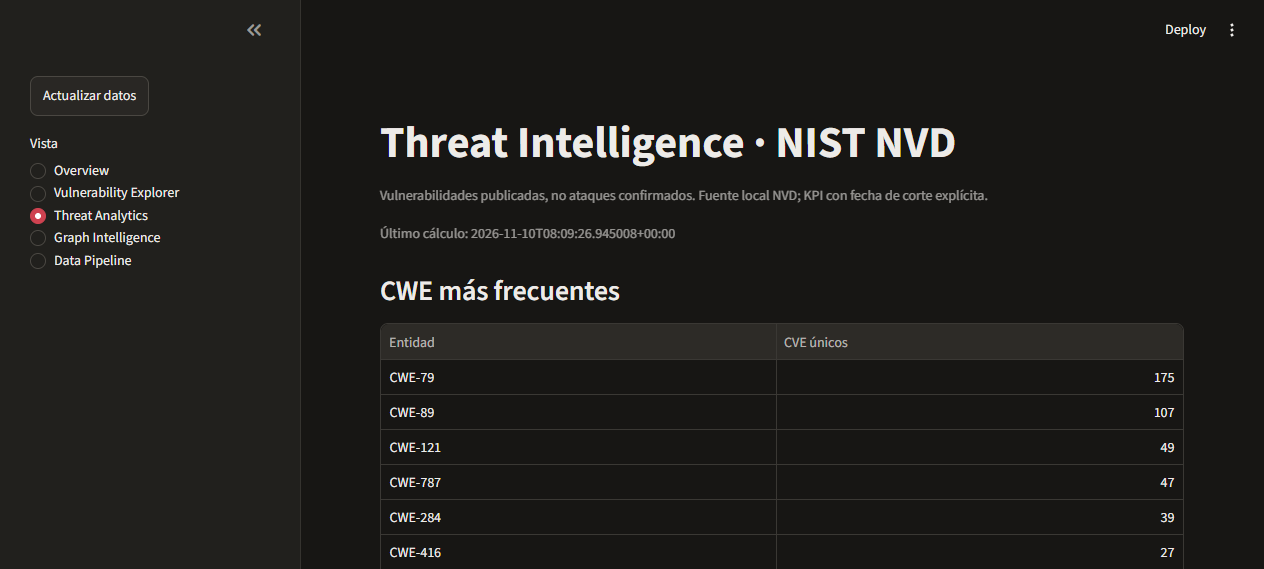 Deploy
Actualizar datos
Vista
Overview
Vulnerability Explorer
Threat Analytics
Graph Intelligence
Data Pipeline
Threat Intelligence · NIST NVD
Vulnerabilidades publicadas, no ataques confirmados. Fuente local NVD; KPI con fecha de corte explícita.
Último cálculo: 2026-11-10T08:09:26.945008+00:00
CWE más frecuentes
Entidad CVE únicos
CWE-79 175
CWE-89 107
CWE-121 49
CWE-787 47
CWE-284 39
CWE-416 27